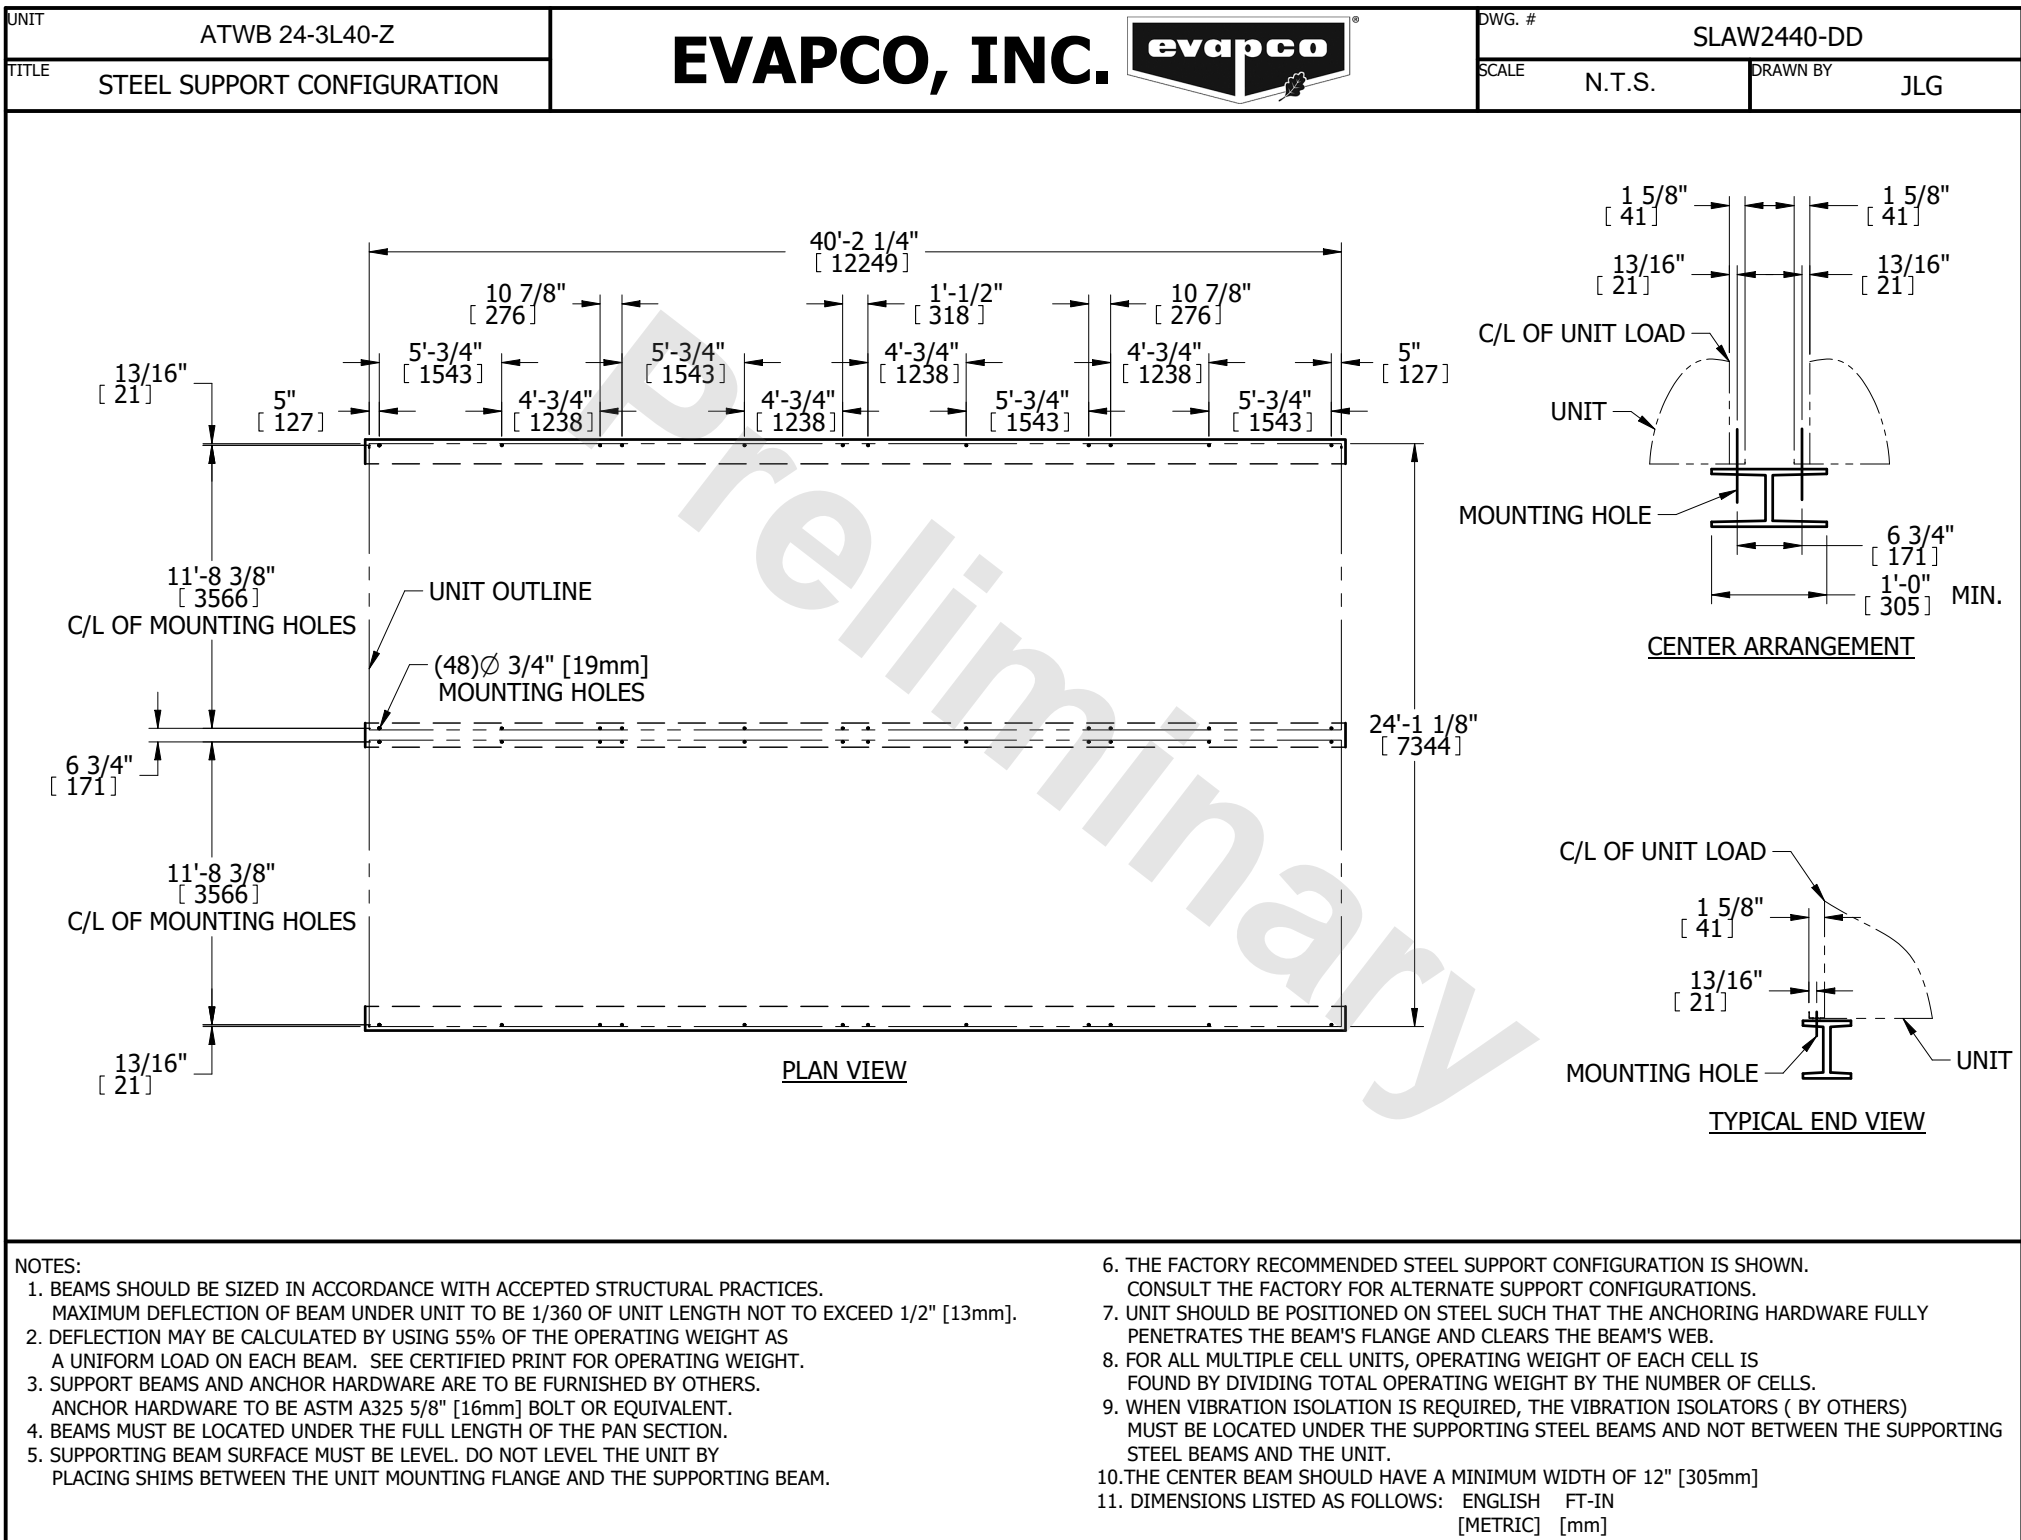 UNIT
ATWB 24-3L40-Z
TITLE
STEEL SUPPORT CONFIGURATION
EVAPCO, INC.
evapco
®
DWG. #
SLAW2440-DD
SCALE
N.T.S.
DRAWN BY
JLG
40'-2 1/4"
[ 12249]
10 7/8"
[ 276]
1'-1/2"
[ 318 ]
10 7/8"
[ 276]
5'-3/4"
[ 1543]
5'-3/4"
[ 1543]
4'-3/4"
[ 1238]
4'-3/4"
[ 1238]
5"
[ 127]
13/16"
[ 21]
5"
[ 127]
4'-3/4"
[ 1238]
4'-3/4"
[ 1238]
5'-3/4"
[ 1543]
5'-3/4"
[ 1543]
11'-8 3/8"
[ 3566]
C/L OF MOUNTING HOLES
UNIT OUTLINE
(48)Ø 3/4" [19mm]
MOUNTING HOLES
6 3/4"
[ 171]
24'-1 1/8"
[ 7344]
11'-8 3/8"
[ 3566]
C/L OF MOUNTING HOLES
13/16"
[ 21]
PLAN VIEW
Preliminary
1 5/8"
[ 41]
1 5/8"
[ 41]
13/16"
[ 21]
13/16"
[ 21]
C/L OF UNIT LOAD
UNIT
MOUNTING HOLE
6 3/4"
[ 171]
1'-0"
[ 305] MIN.
CENTER ARRANGEMENT
C/L OF UNIT LOAD
1 5/8"
[ 41]
13/16"
[ 21]
MOUNTING HOLE
UNIT
TYPICAL END VIEW
NOTES:
1. BEAMS SHOULD BE SIZED IN ACCORDANCE WITH ACCEPTED STRUCTURAL PRACTICES.
MAXIMUM DEFLECTION OF BEAM UNDER UNIT TO BE 1/360 OF UNIT LENGTH NOT TO EXCEED 1/2" [13mm].
2. DEFLECTION MAY BE CALCULATED BY USING 55% OF THE OPERATING WEIGHT AS
A UNIFORM LOAD ON EACH BEAM. SEE CERTIFIED PRINT FOR OPERATING WEIGHT.
3. SUPPORT BEAMS AND ANCHOR HARDWARE ARE TO BE FURNISHED BY OTHERS.
ANCHOR HARDWARE TO BE ASTM A325 5/8" [16mm] BOLT OR EQUIVALENT.
4. BEAMS MUST BE LOCATED UNDER THE FULL LENGTH OF THE PAN SECTION.
5. SUPPORTING BEAM SURFACE MUST BE LEVEL. DO NOT LEVEL THE UNIT BY
PLACING SHIMS BETWEEN THE UNIT MOUNTING FLANGE AND THE SUPPORTING BEAM.
6. THE FACTORY RECOMMENDED STEEL SUPPORT CONFIGURATION IS SHOWN.
CONSULT THE FACTORY FOR ALTERNATE SUPPORT CONFIGURATIONS.
7. UNIT SHOULD BE POSITIONED ON STEEL SUCH THAT THE ANCHORING HARDWARE FULLY
PENETRATES THE BEAM'S FLANGE AND CLEARS THE BEAM'S WEB.
8. FOR ALL MULTIPLE CELL UNITS, OPERATING WEIGHT OF EACH CELL IS
FOUND BY DIVIDING TOTAL OPERATING WEIGHT BY THE NUMBER OF CELLS.
9. WHEN VIBRATION ISOLATION IS REQUIRED, THE VIBRATION ISOLATORS ( BY OTHERS)
MUST BE LOCATED UNDER THE SUPPORTING STEEL BEAMS AND NOT BETWEEN THE SUPPORTING
STEEL BEAMS AND THE UNIT.
10.THE CENTER BEAM SHOULD HAVE A MINIMUM WIDTH OF 12" [305mm]
11. DIMENSIONS LISTED AS FOLLOWS: ENGLISH FT-IN
[METRIC] [mm]